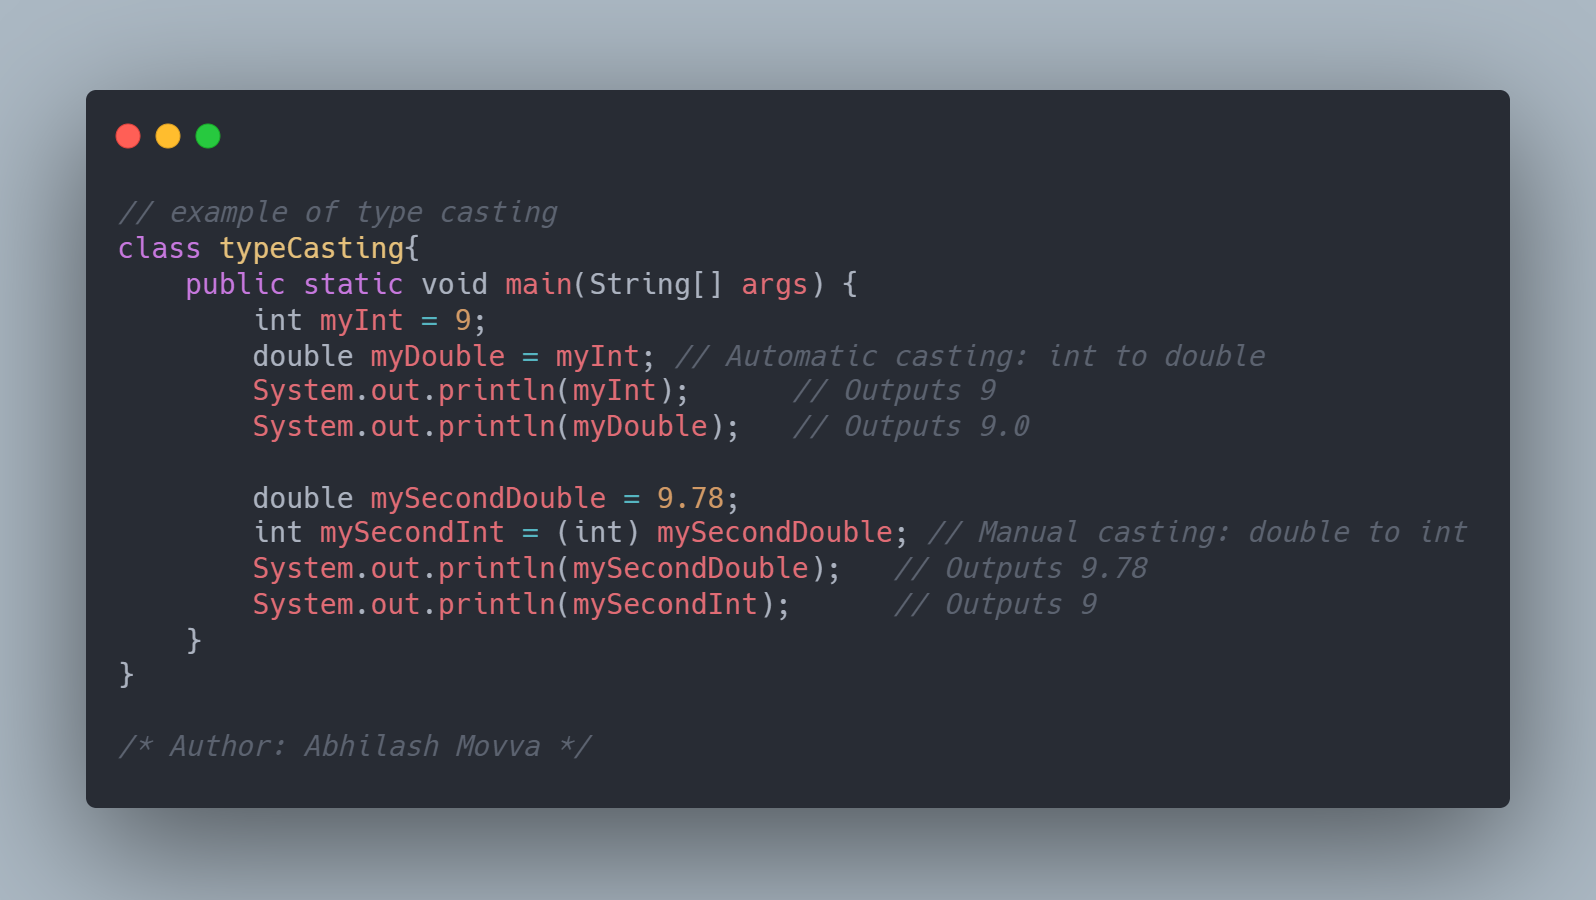 // example of type casting
class typeCasting{
    public static void main(String[] args) {
        int myInt = 9;
        double myDouble = myInt; // Automatic casting: int to double
        System.out.println(myInt);      // Outputs 9
        System.out.println(myDouble);   // Outputs 9.0

        double mySecondDouble = 9.78;
        int mySecondInt = (int) mySecondDouble; // Manual casting: double to int
        System.out.println(mySecondDouble);   // Outputs 9.78
        System.out.println(mySecondInt);      // Outputs 9
    }
}

/* Author: Abhilash Movva */